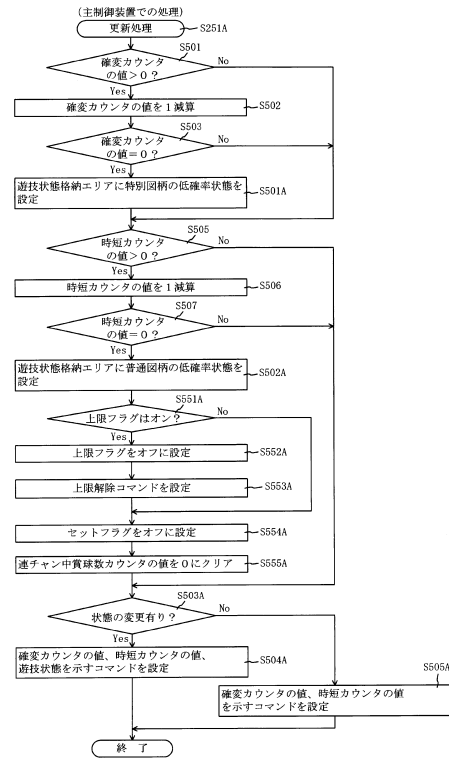 (主制御装置での処理)
更新処理
S251A
S501
確変カウンタ
の値>0?
No
Yes
確変カウンタの値を1減算
S502
S503
確変カウンタ
の値=0?
No
Yes
遊技状態格納エリアに特別図柄の低確率状態を
設定
S501A
S505
時短カウンタ
の値>0?
No
Yes
時短カウンタの値を1減算
S506
S507
時短カウンタ
の値=0?
No
Yes
遊技状態格納エリアに普通図柄の低確率状態を
設定
S502A
S551A
上限フラグはオン?
No
Yes
上限フラグをオフに設定
S552A
上限解除コマンドを設定
S553A
セットフラグをオフに設定
S554A
連チャン中賞球数カウンタの値を0にクリア
S555A
S503A
状態の変更有り?
No
Yes
確変カウンタの値、時短カウンタの値、
遊技状態を示すコマンドを設定
S504A
S505A
確変カウンタの値、時短カウンタの値
を示すコマンドを設定
終 了